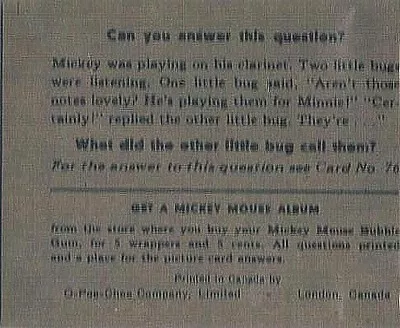 Can you answer this question?
Mickey was playing on his clarinet. Two little bugs
were listening. One little bug said, "Aren't those
notes lovely? He's playing them for Minnie!" "Cer-
tainly!" replied the other little bug. They're . . ."
What did the other little bug call them?
For the answer to this question see Card No. 76
GET A MICKEY MOUSE ALBUM
from the store where you buy your Mickey Mouse Bubble
Gum, for 5 wrappers and 5 cents. All questions printed
and a place for the picture card answers.
Printed in Canada by
O-Pee-Chee Company, Limited - London, Canada